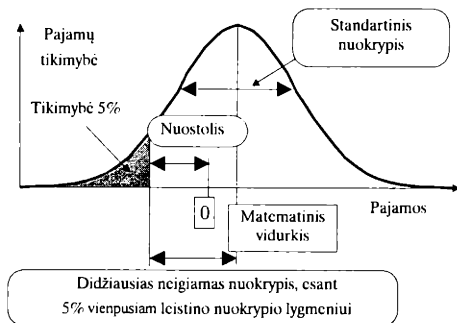 Pajamų
tikimybė
Standartinis
nuokrypis
Tikimybė 5%
Nuostolis
0
Matematinis
vidurkis
Pajamos
Didžiausias neigiamas nuokrypis, esant
5% vienpusiam leistino nuokrypio lygmeniui